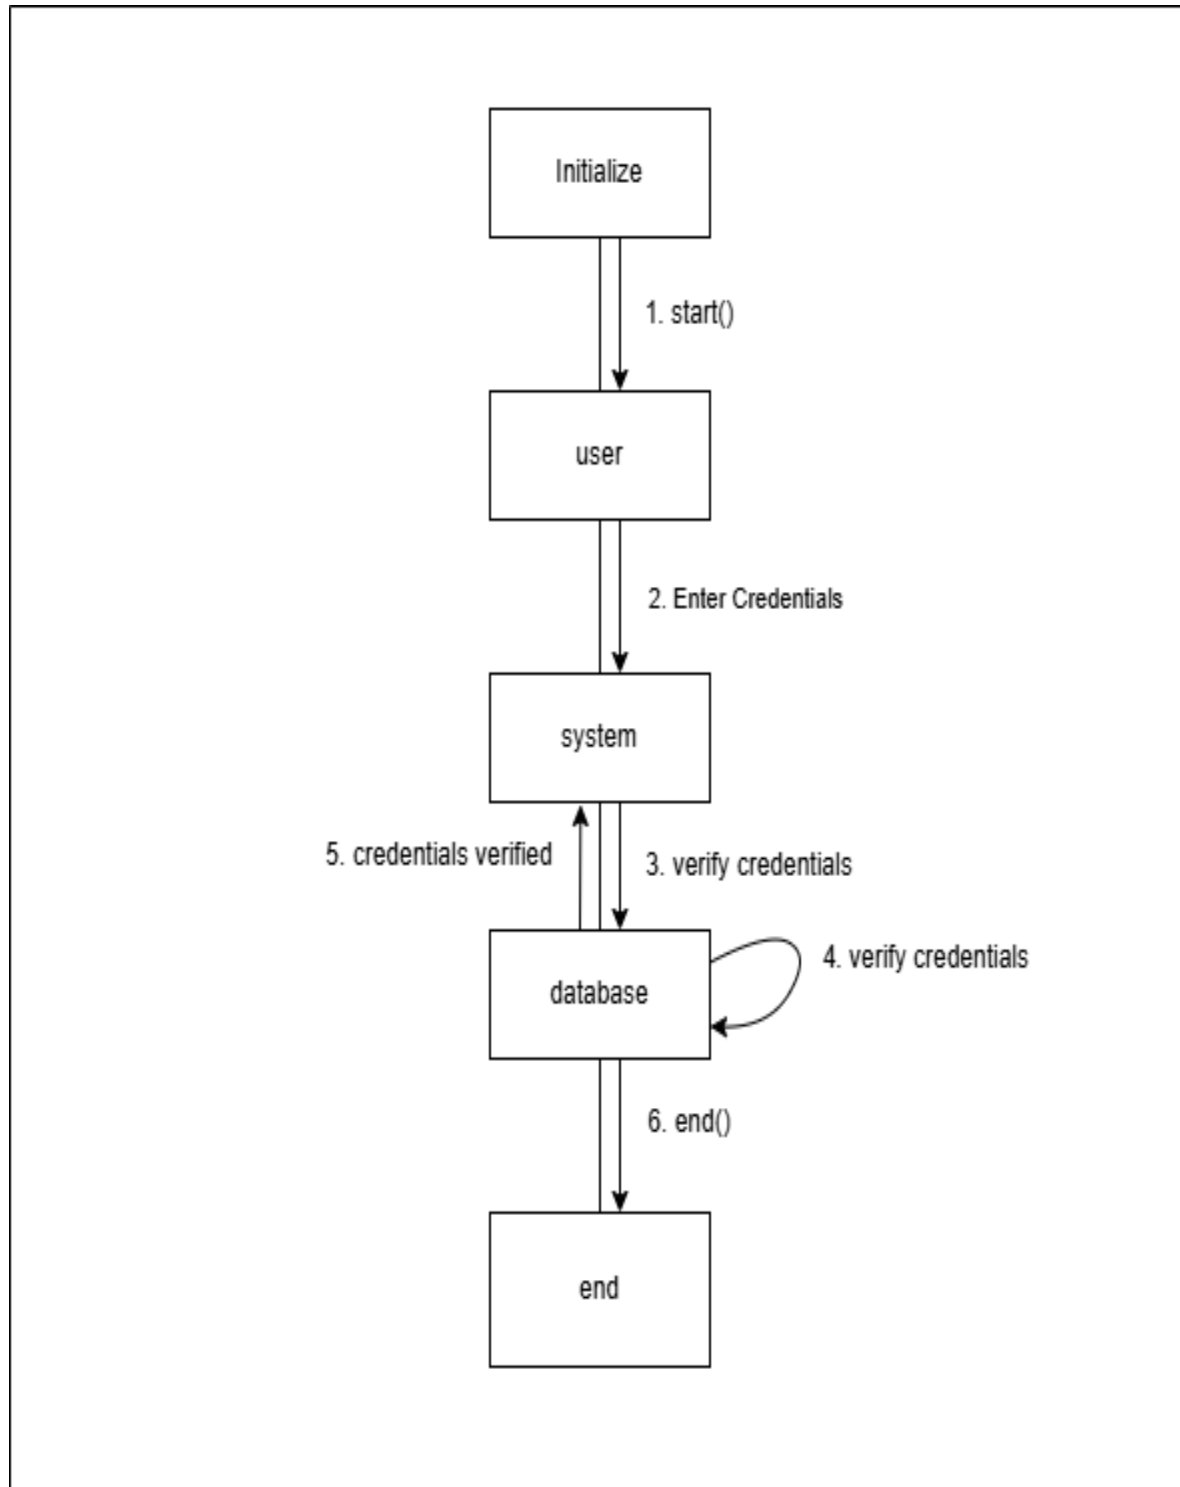 Initialize
1. start()
user
2. Enter Credentials
system
5. credentials verified
3. verify credentials
4. verify credentials
database
6. end()
end